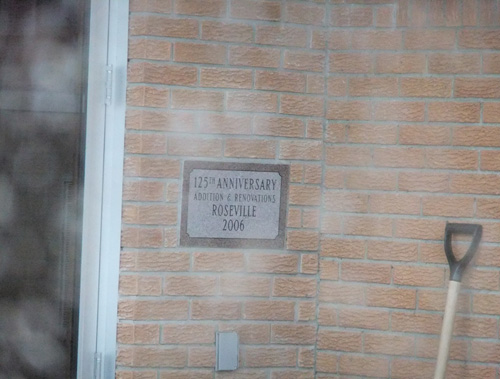 125TH ANNIVERSARY
ADDITION & RENOVATIONS
ROSEVILLE
2006